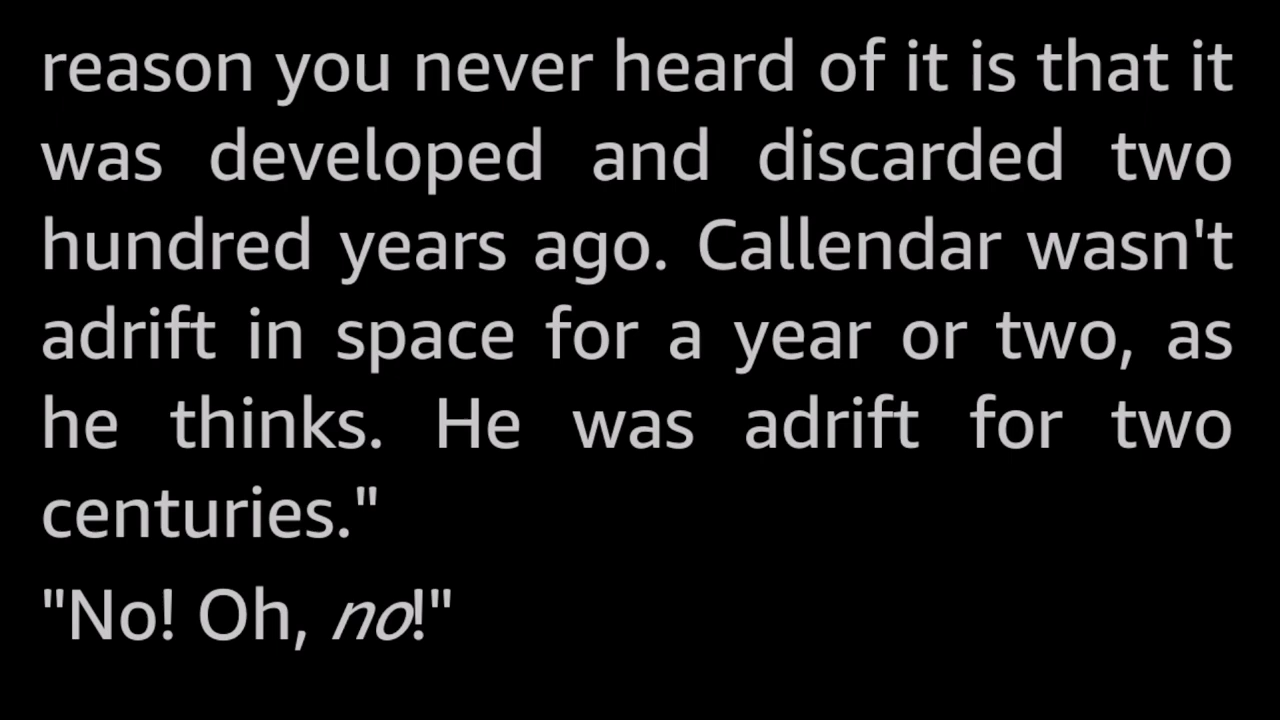 reason you never heard of it is that it
was developed and discarded two
hundred years ago. Callendar wasn't
adrift in space for a year or two, as
he thinks. He was adrift for two
centuries."
"No! Oh, no!"